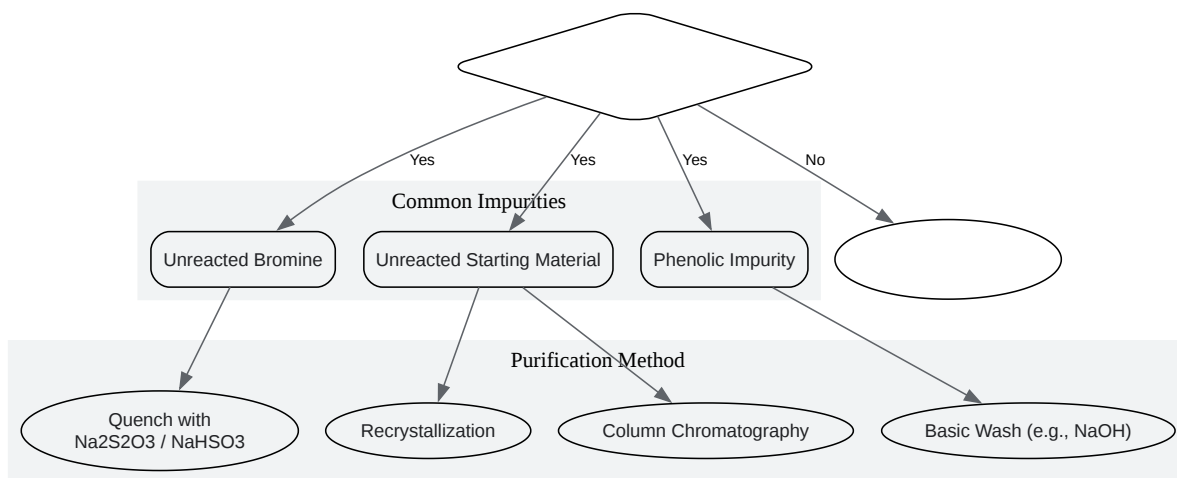 Yes
Yes
Yes
No
Common Impurities
Unreacted Bromine
Unreacted Starting Material
Phenolic Impurity
Purification Method
Quench with
Na2S2O3 / NaHSO3
Recrystallization
Column Chromatography
Basic Wash (e.g., NaOH)